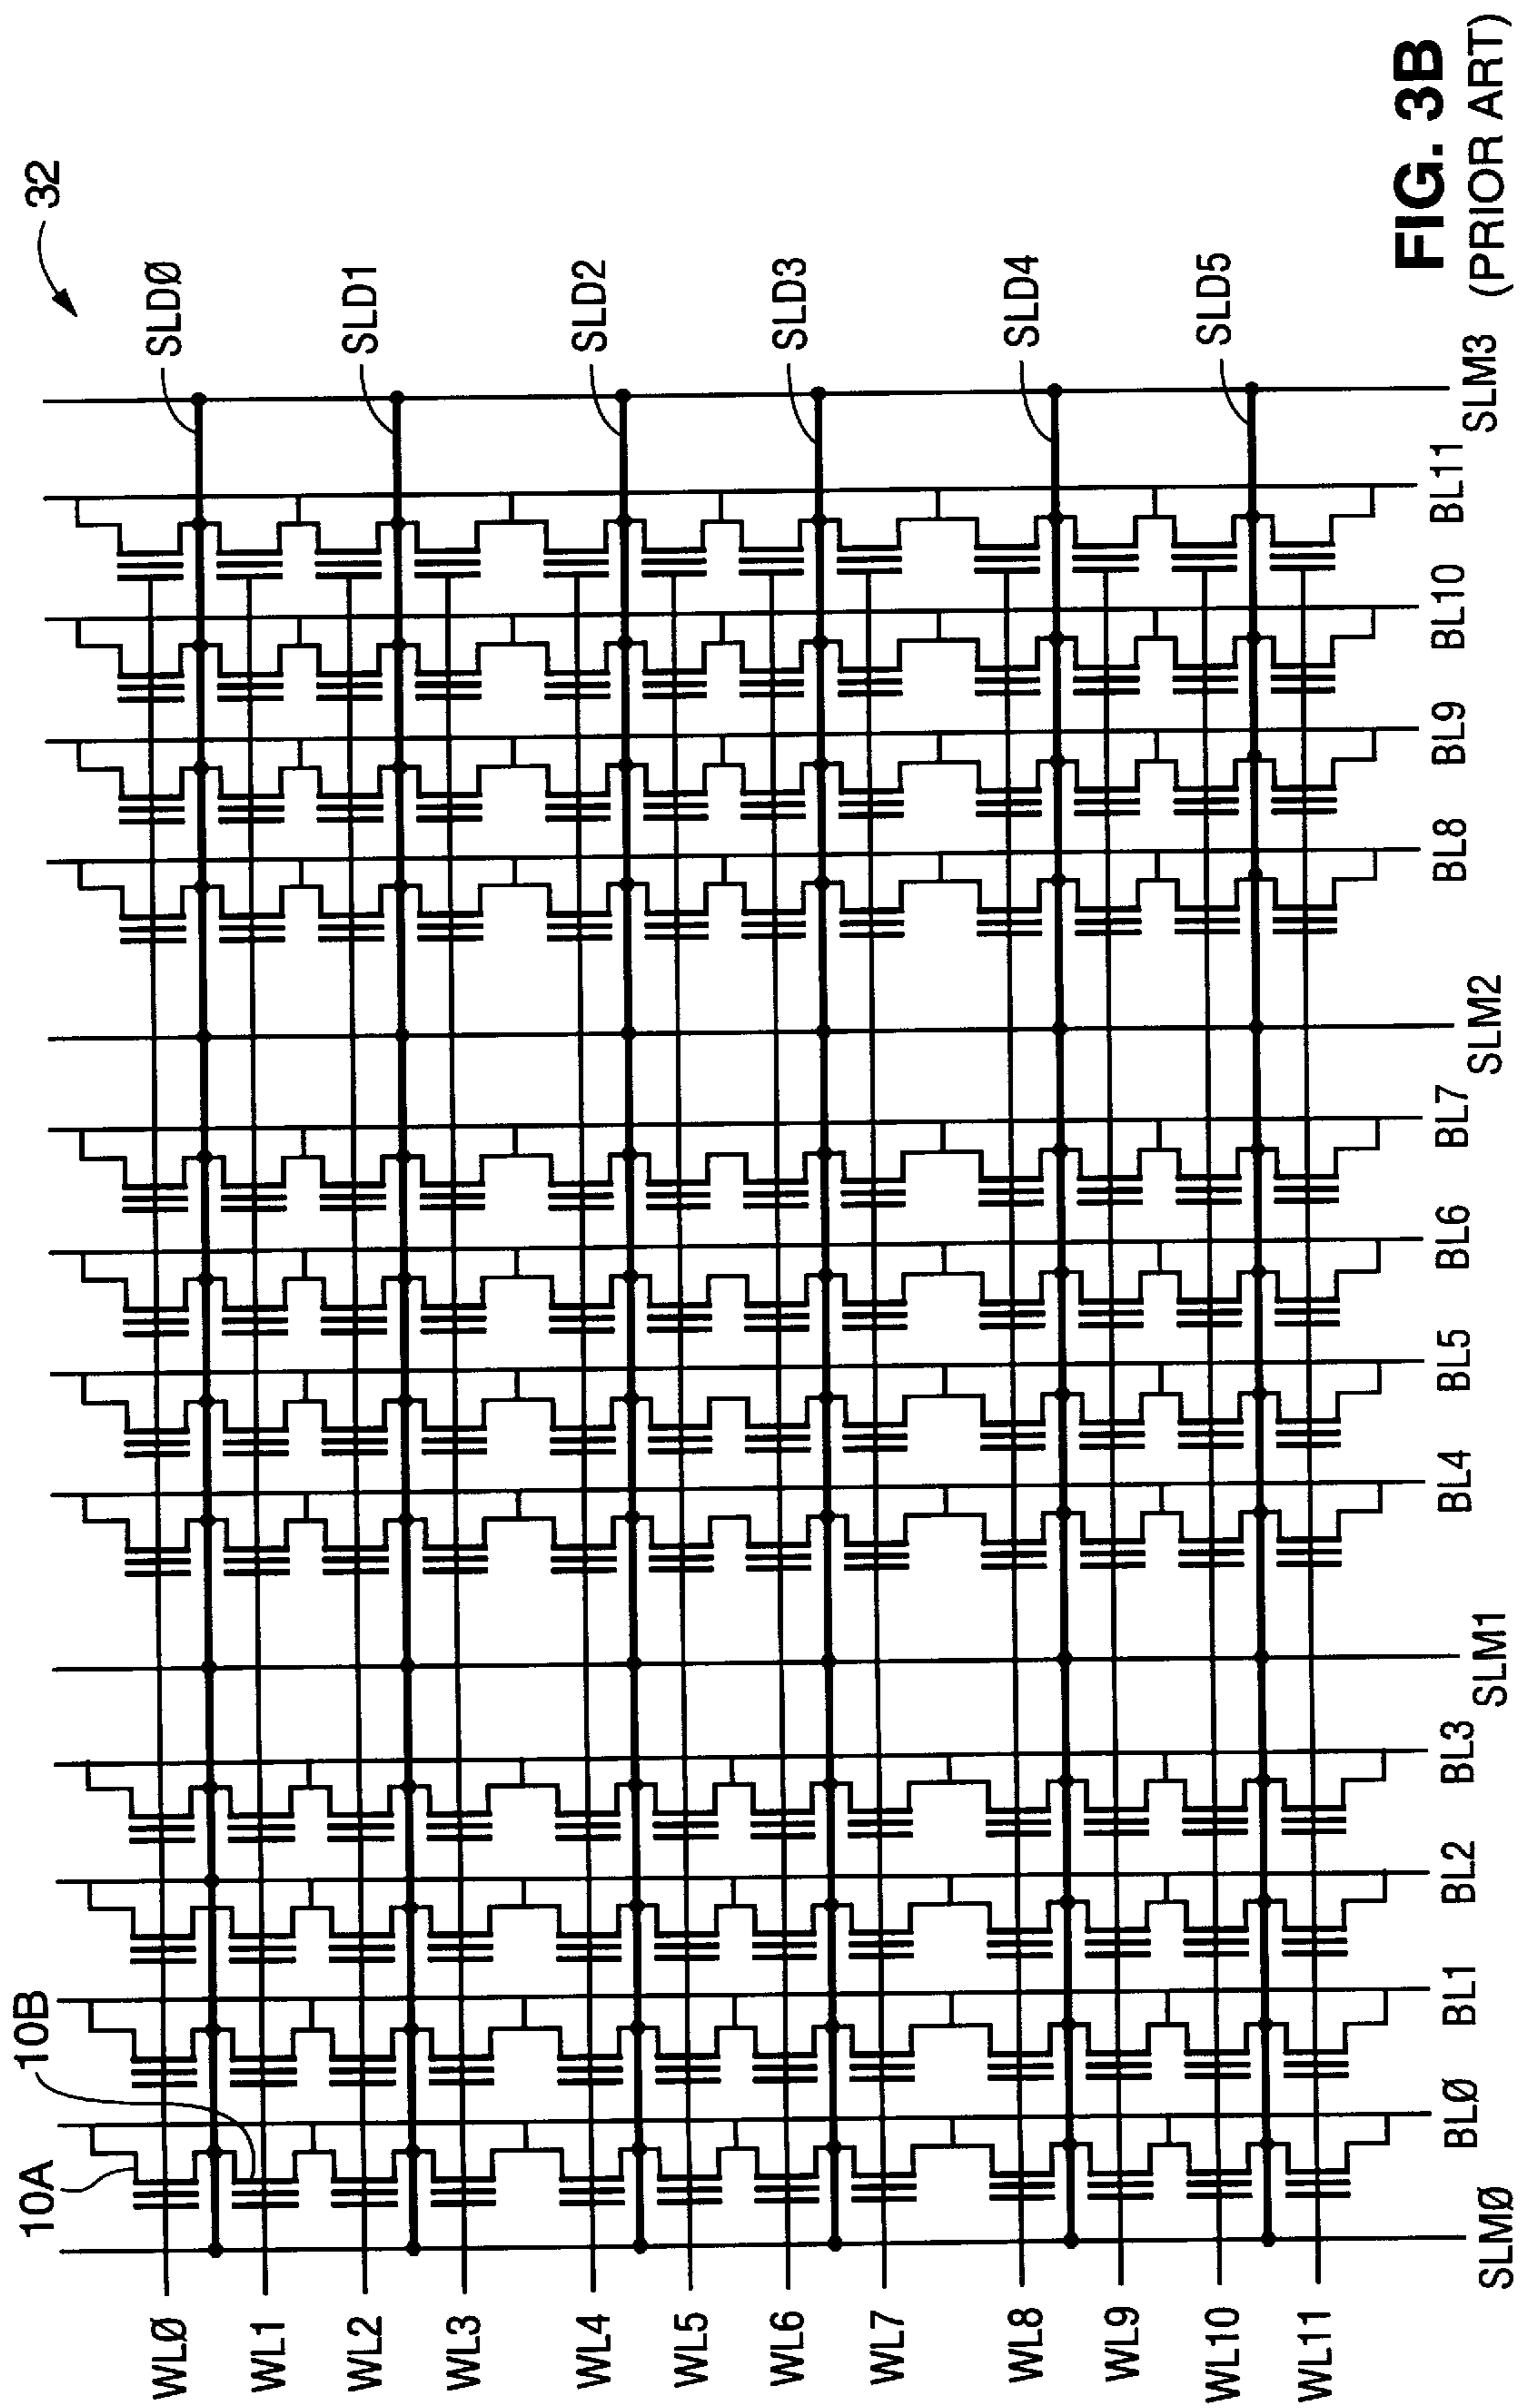 32
SLDØ
SLD1
SLD2
SLD3
SLD4
SLD5
10A
10B
WLØ
WL1
WL2
WL3
WL4
WL5
WL6
WL7
WL8
WL9
WL10
WL11
SLMØ
BLØ
BL1
BL2
BL3
SLM1
BL4
BL5
BL6
BL7
SLM2
BL8
BL9
BL10
BL11
SLM3
FIG. 3B
(PRIOR ART)